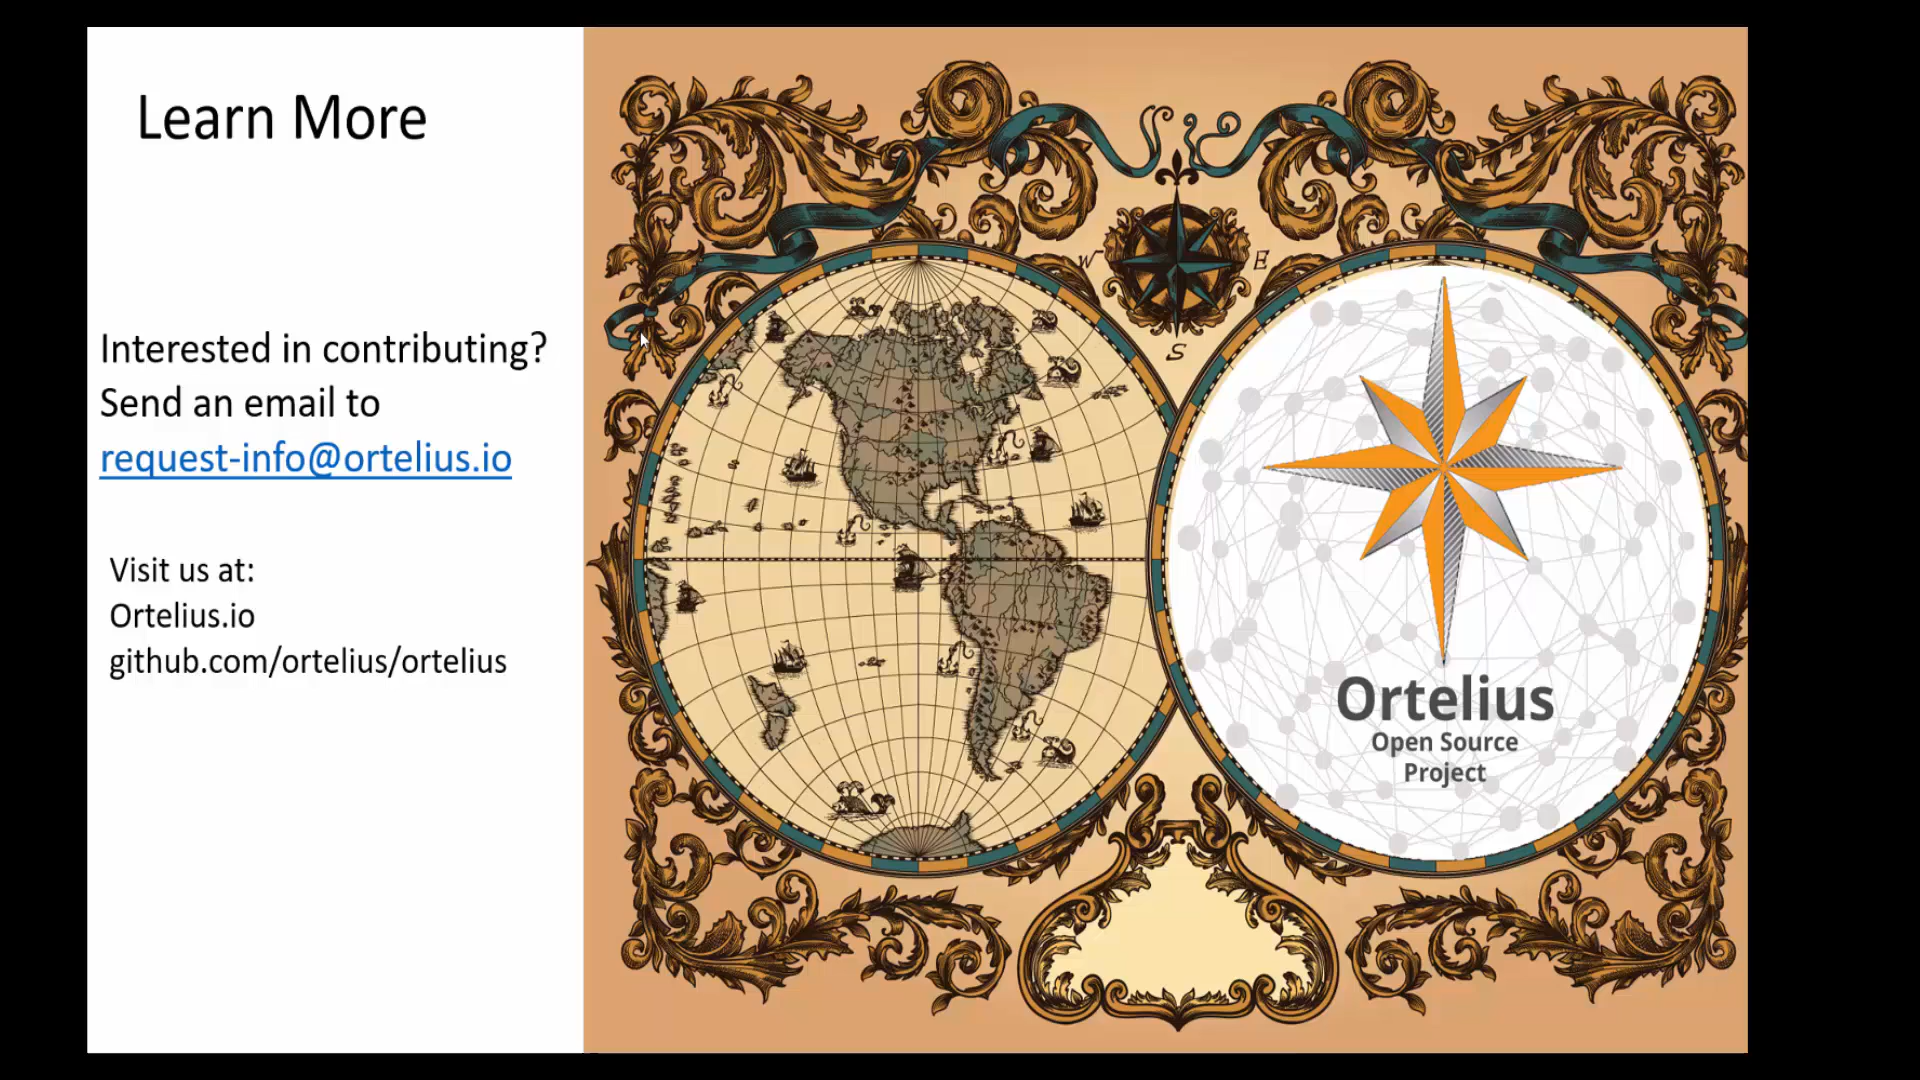 Learn More
Interested in contributing?
Send an email to
request-info@ortelius.io
Visit us at:
Ortelius.io
github.com/ortelius/ortelius
W
E
S
Ortelius
Open Source
Project